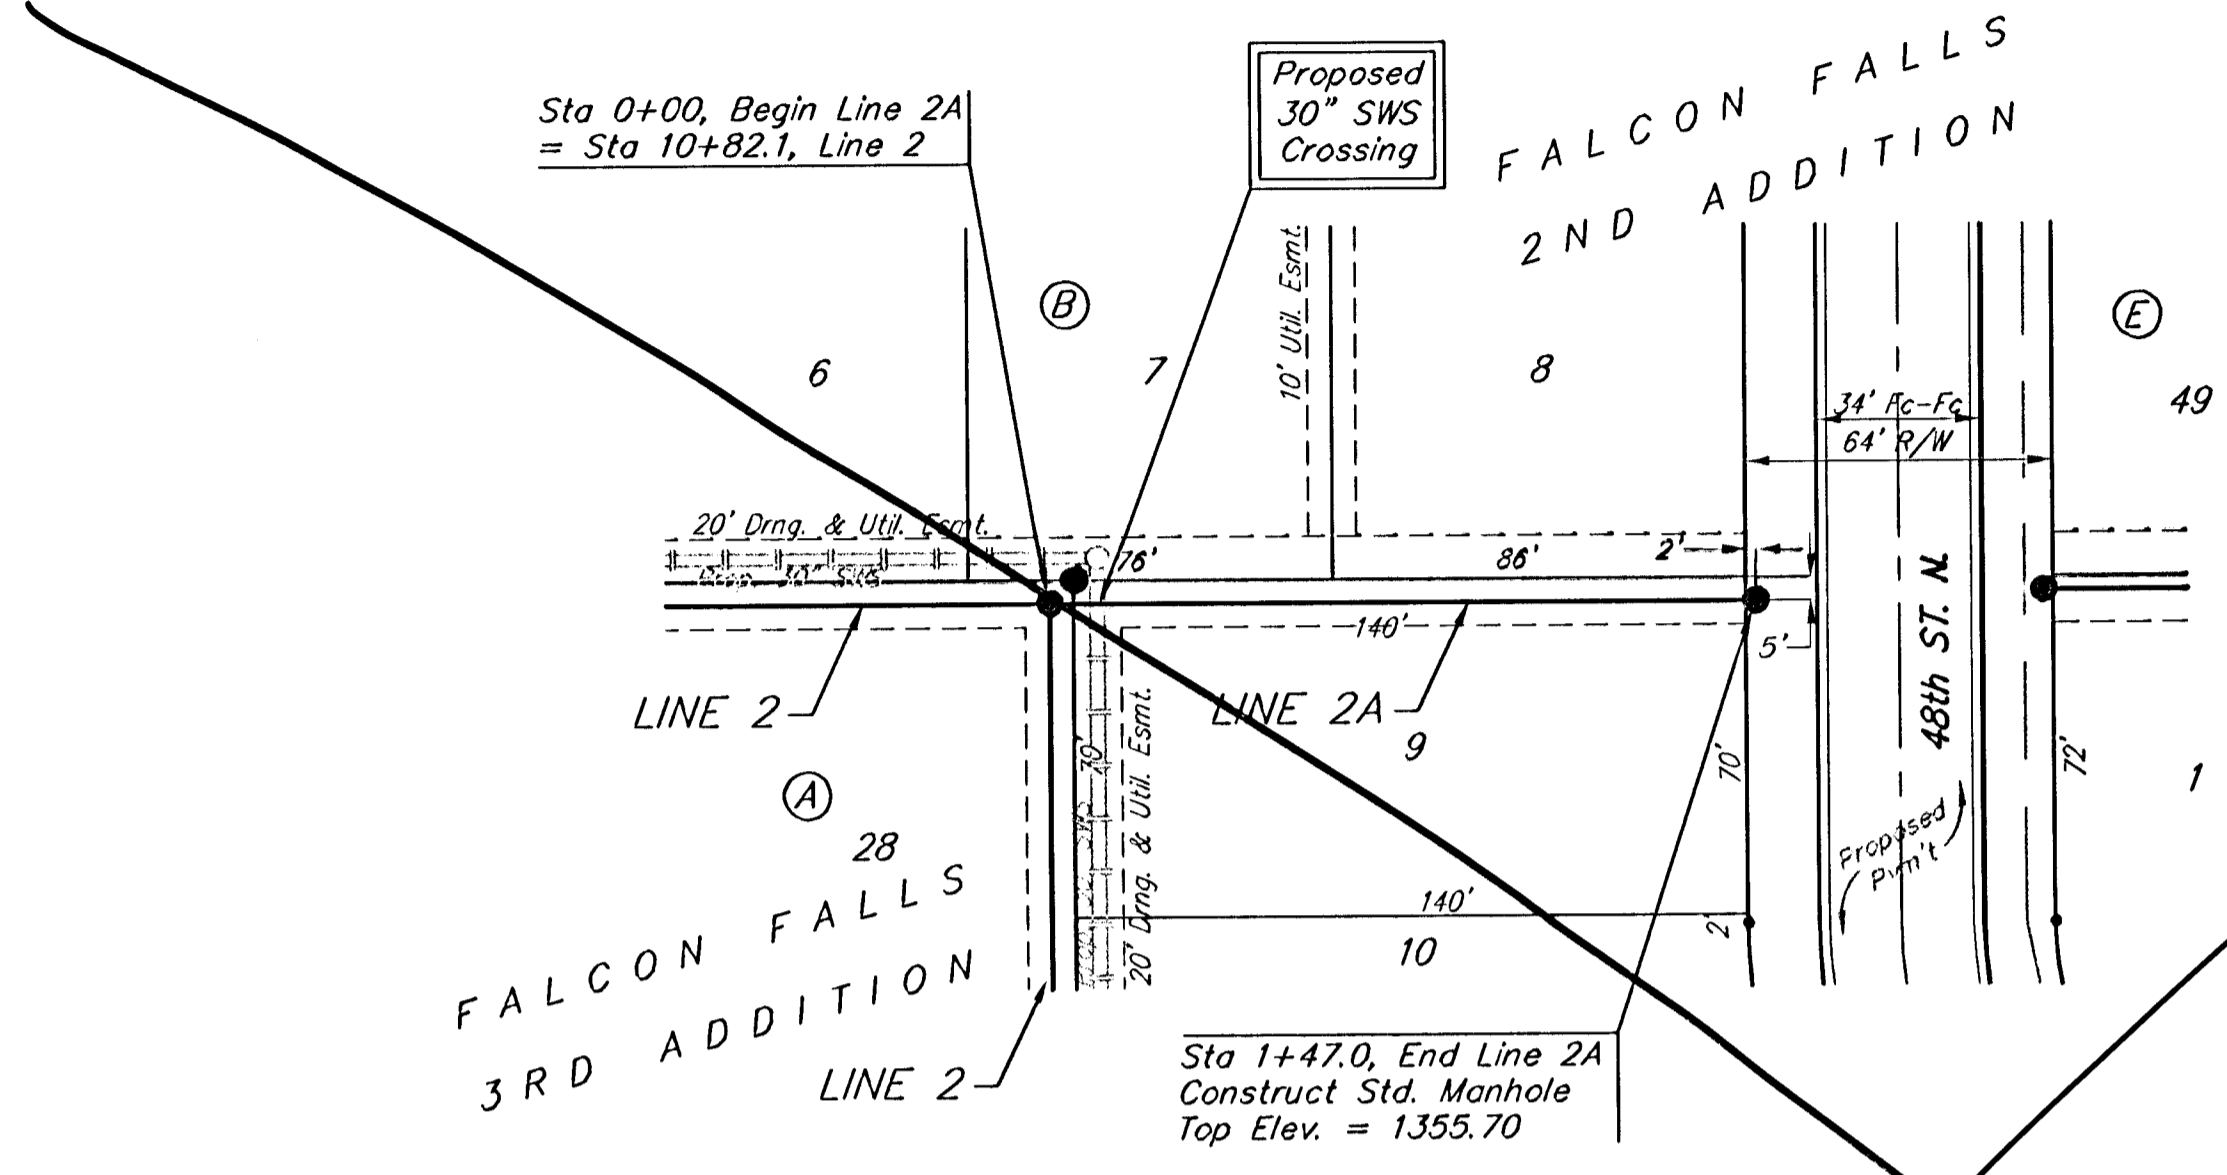 Sta 0+00, Begin Line 2A
= Sta 10+82.1, Line 2
Proposed
30" SWS
Crossing
FALCON FALLS
2ND ADDITION
B
E
6
7
8
49
10' Util. Esmt.
34' Fc-Fc
64' R/W
20' Drng. & Util. Esmt.
76'
86'
2'
30" SWS
140'
5'
LINE 2
LINE 2A
9
48th ST. N.
70'
70'
72'
1
A
28
20' Drng. & Util. Esmt.
Proposed
Pvm't
FALCON FALLS
3RD ADDITION
140'
2'
10
LINE 2
Sta 1+47.0, End Line 2A
Construct Std. Manhole
Top Elev. = 1355.70